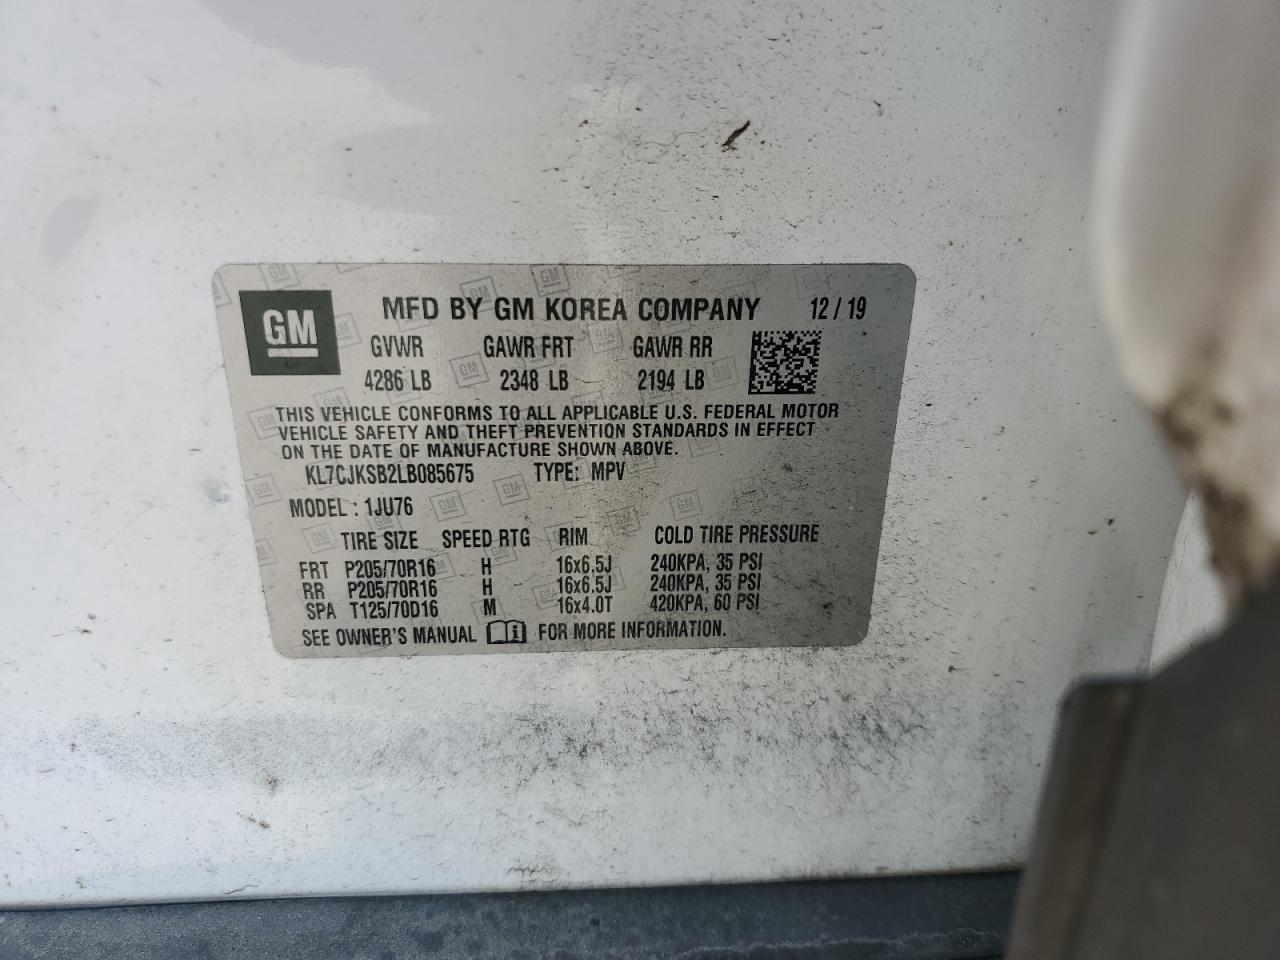 GM
MFD BY GM KOREA COMPANY 12/19
GVWR GAWR FRT GAWR RR
4286 LB 2348 LB 2194 LB
THIS VEHICLE CONFORMS TO ALL APPLICABLE U.S. FEDERAL MOTOR
VEHICLE SAFETY AND THEFT PREVENTION STANDARDS IN EFFECT
ON THE DATE OF MANUFACTURE SHOWN ABOVE.
KL7CJKSB2LB085675 TYPE: MPV
MODEL : 1JU76
TIRE SIZE SPEED RTG RIM COLD TIRE PRESSURE
FRT P205/70R16 H 16x6.5J 240KPA, 35 PSI
RR P205/70R16 H 16x6.5J 240KPA, 35 PSI
SPA T125/70D16 M 16x4.0T 420KPA, 60 PSI
SEE OWNER'S MANUAL FOR MORE INFORMATION.